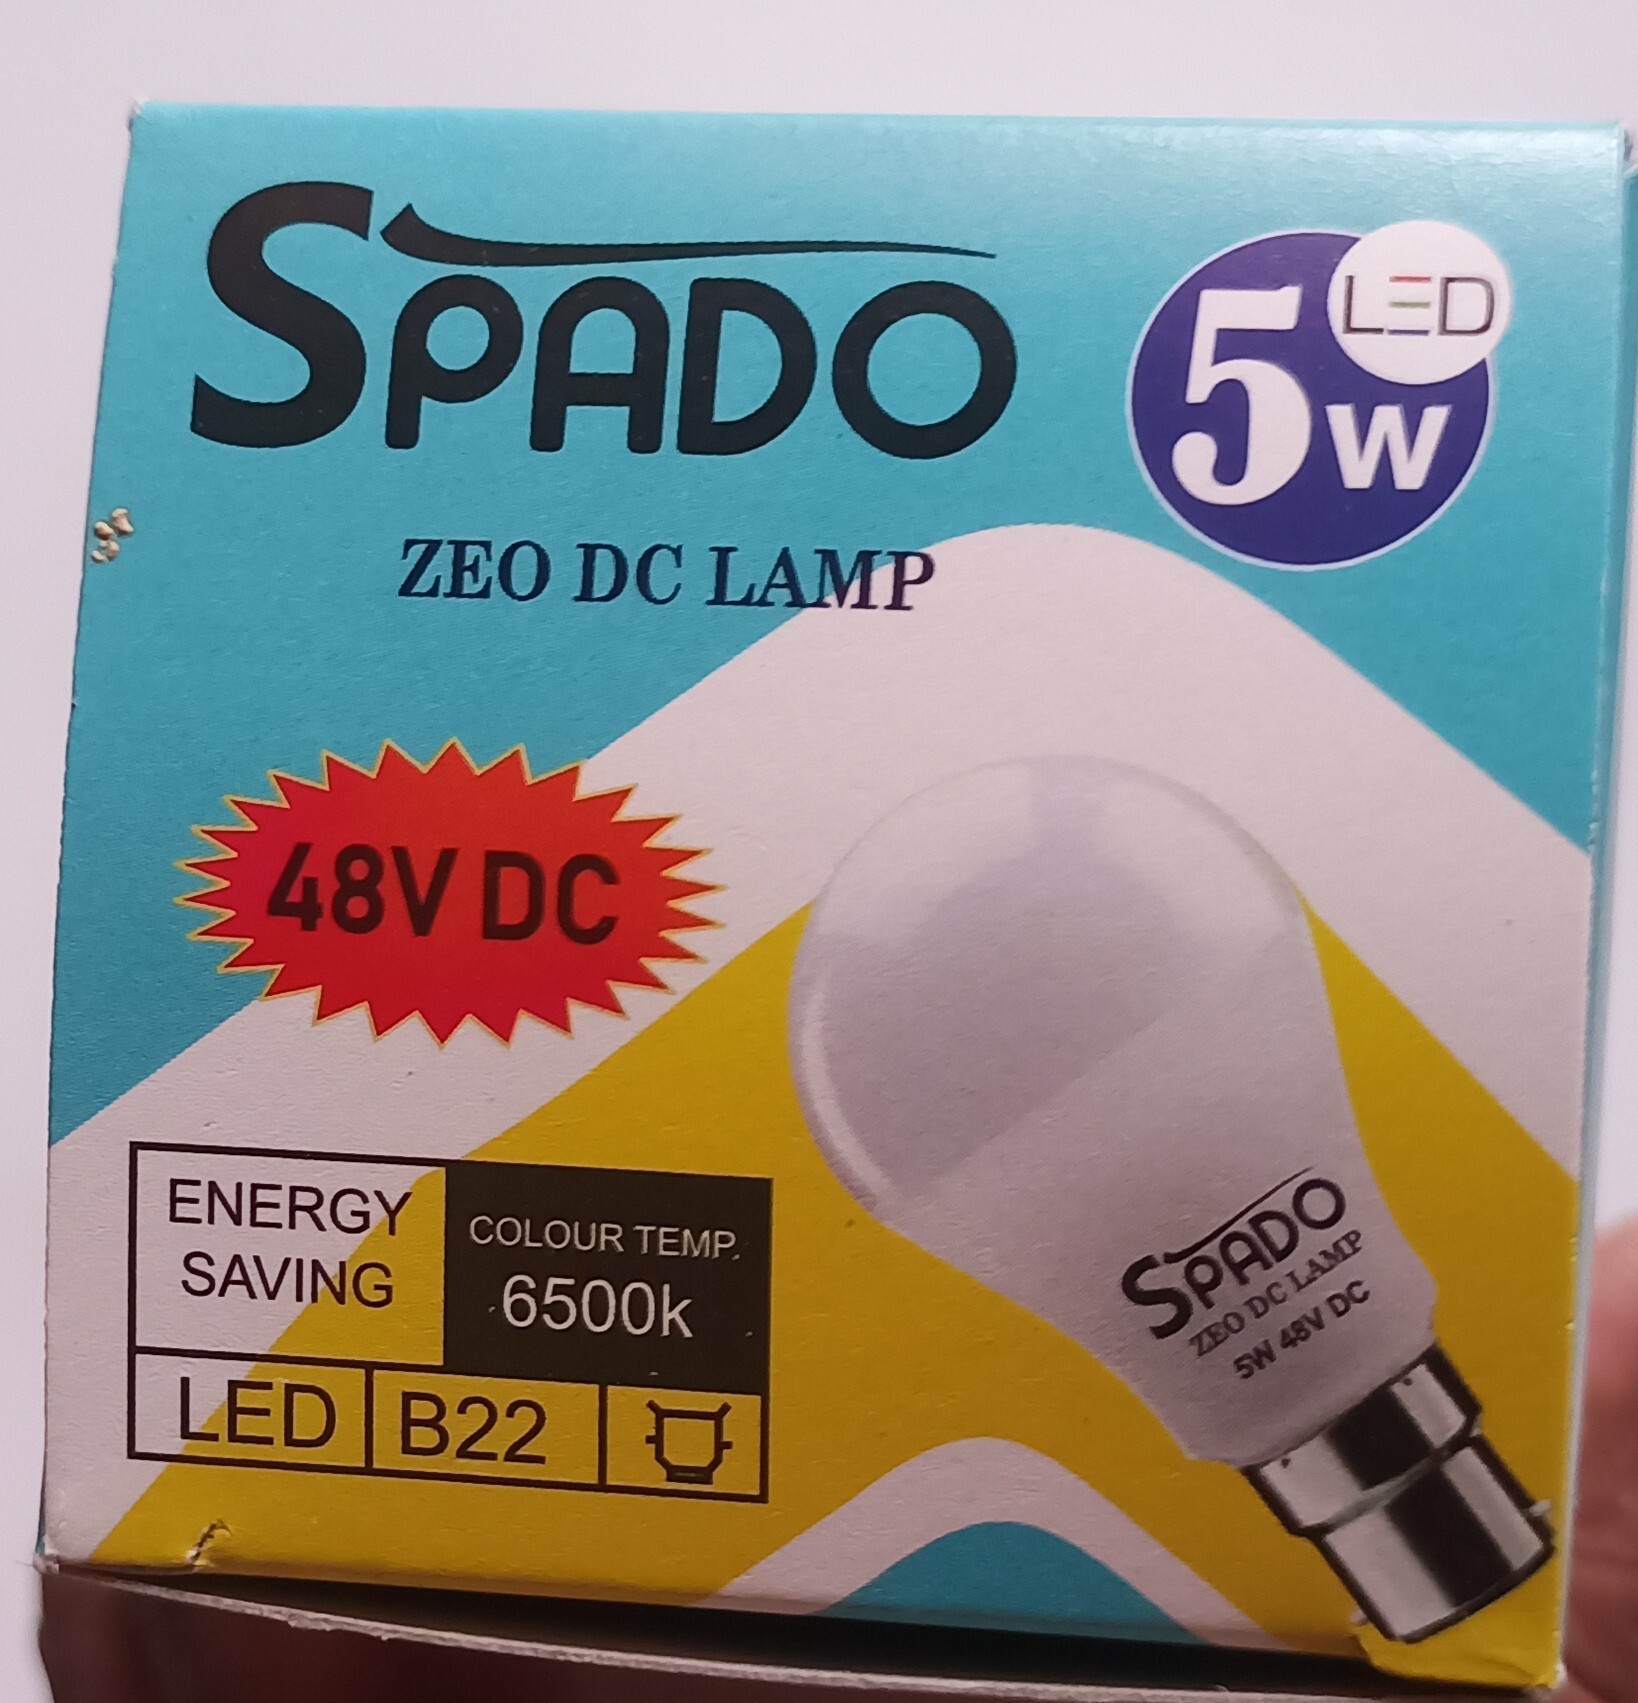 SPADO
5W
LED
ZEO DC LAMP
48V DC
ENERGY
SAVING
COLOUR TEMP.
6500k
LED
B22
SPADO
ZEO DC LAMP
5W 48V DC